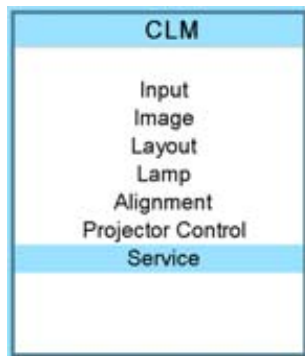 CLM
Input
Image
Layout
Lamp
Alignment
Projector Control
Service